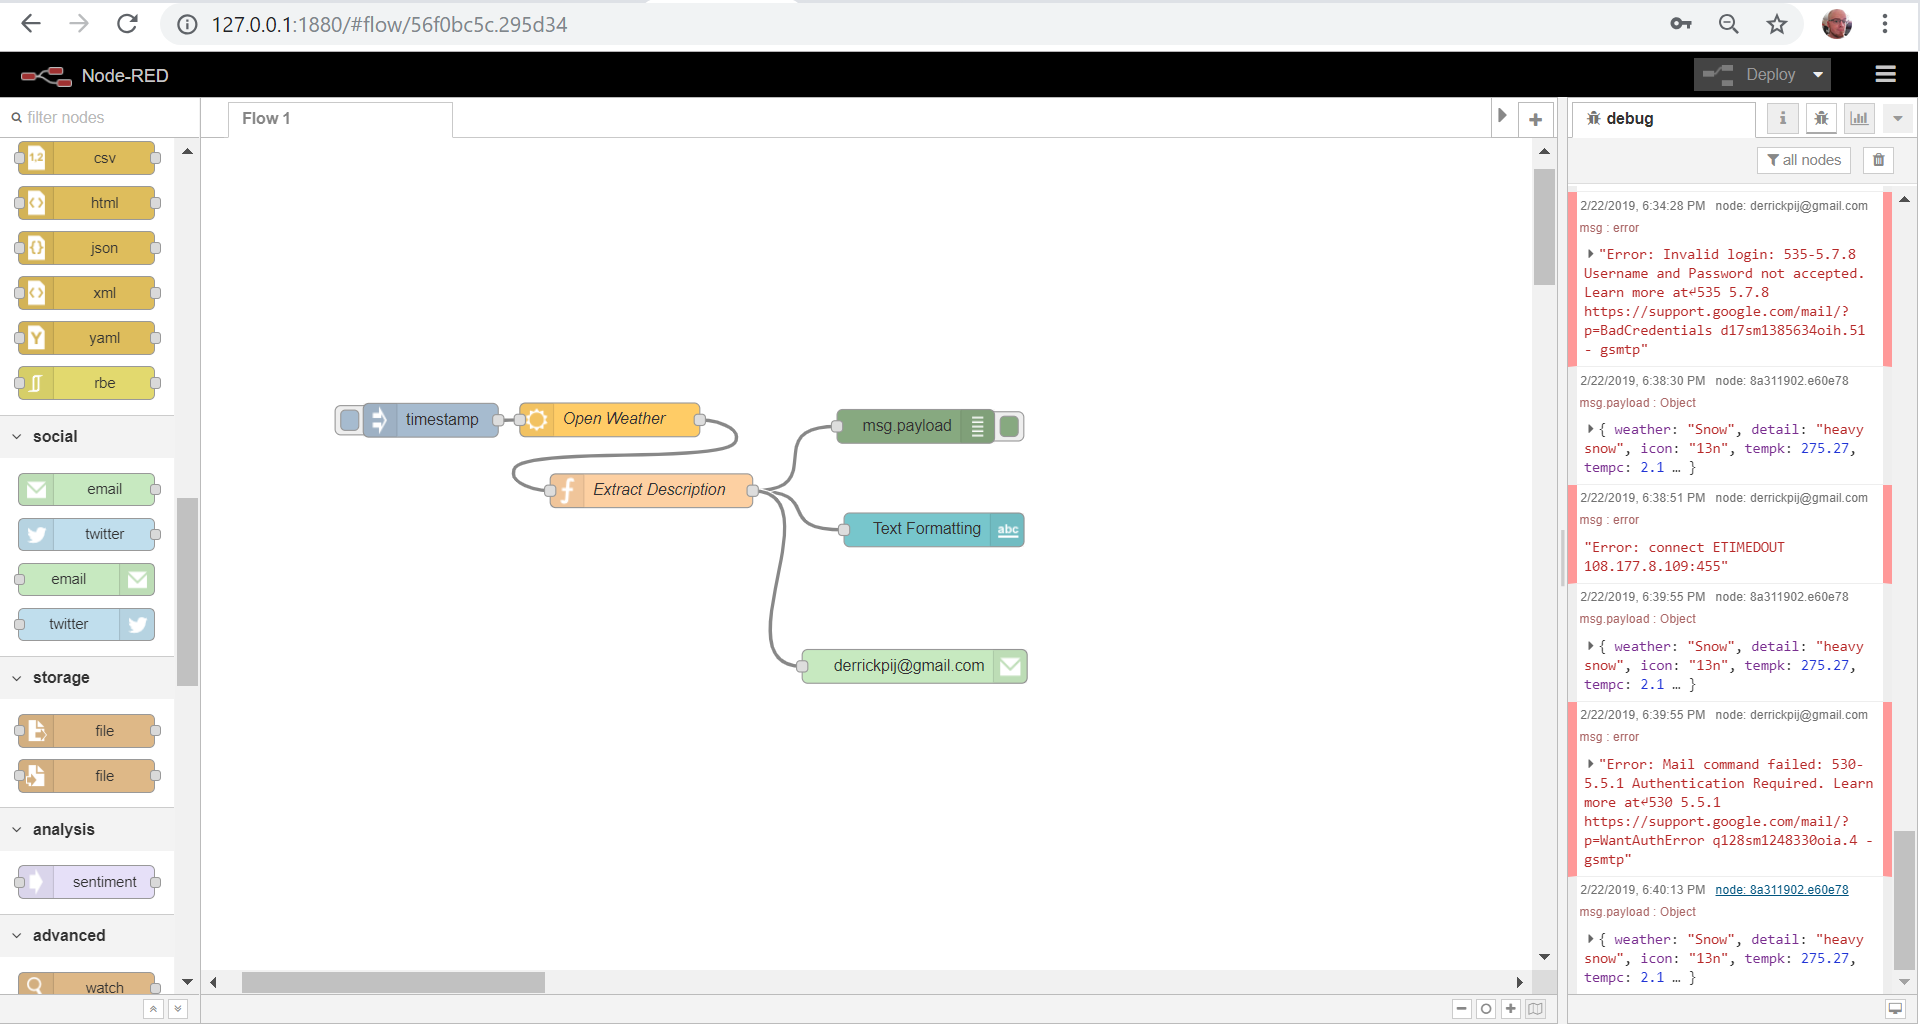 127.0.0.1:1880/#flow/56f0bc5c.295d34
Node-RED
Deploy
filter nodes
Flow 1
debug
all nodes
csv
html
json
xml
yaml
rbe
social
email
twitter
email
twitter
storage
file
file
analysis
sentiment
advanced
watch
timestamp
Open Weather
Extract Description
msg.payload
Text Formatting
abc
derrickpij@gmail.com
2/22/2019, 6:34:28 PM node: derrickpij@gmail.com
msg : error
"Error: Invalid login: 535-5.7.8
Username and Password not accepted.
Learn more at↵535 5.7.8
https://support.google.com/mail/?
p=BadCredentials d17sm1385634oih.51
- gsmtp"
2/22/2019, 6:38:30 PM node: 8a311902.e60e78
msg.payload : Object
{ weather: "Snow", detail: "heavy
snow", icon: "13n", tempk: 275.27,
tempc: 2.1 … }
2/22/2019, 6:38:51 PM node: derrickpij@gmail.com
msg : error
"Error: connect ETIMEDOUT
108.177.8.109:455"
2/22/2019, 6:39:55 PM node: 8a311902.e60e78
msg.payload : Object
{ weather: "Snow", detail: "heavy
snow", icon: "13n", tempk: 275.27,
tempc: 2.1 … }
2/22/2019, 6:39:55 PM node: derrickpij@gmail.com
msg : error
"Error: Mail command failed: 530-
5.5.1 Authentication Required. Learn
more at↵530 5.5.1
https://support.google.com/mail/?
p=WantAuthError q128sm1248330oia.4 -
gsmtp"
2/22/2019, 6:40:13 PM node: 8a311902.e60e78
msg.payload : Object
{ weather: "Snow", detail: "heavy
snow", icon: "13n", tempk: 275.27,
tempc: 2.1 … }